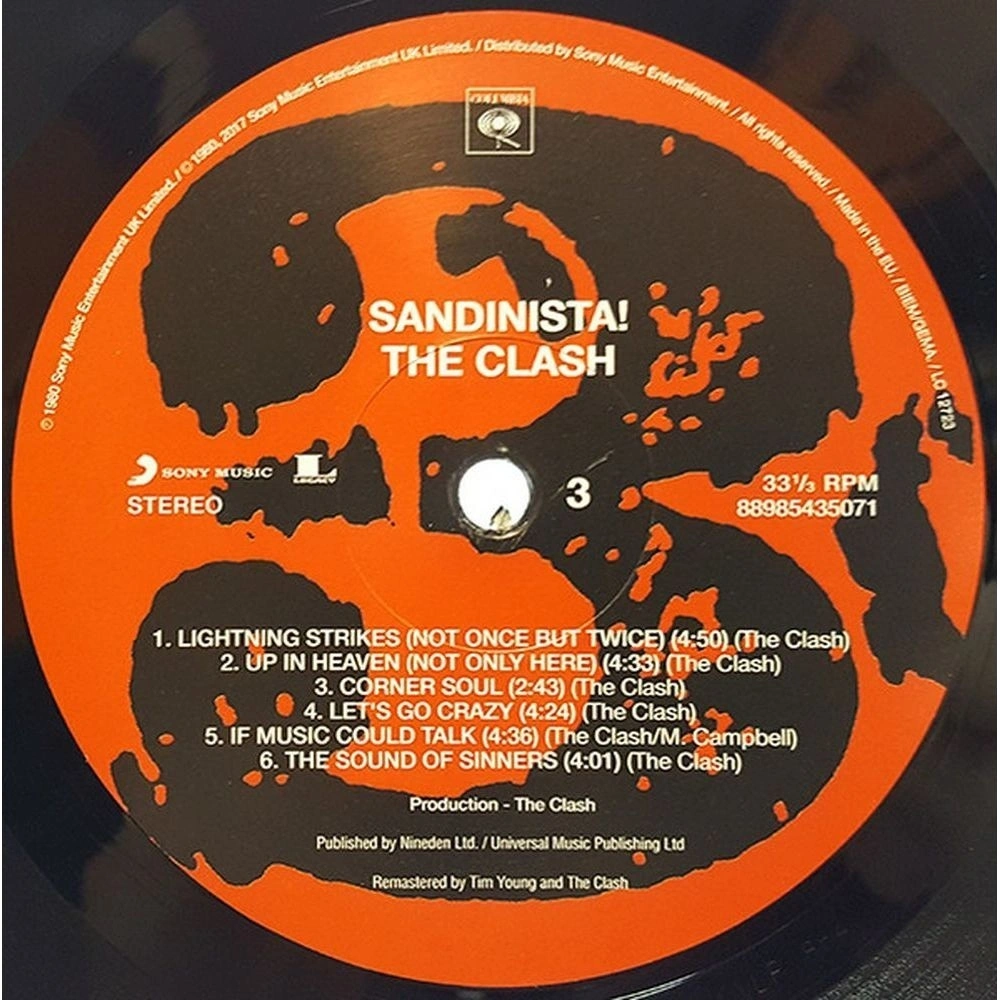 ℗ 1980 Sony Music Entertainment UK Limited. / © 1980, 2017 Sony Music Entertainment UK Limited. / Distributed by Sony Music Entertainment. / All rights reserved. / Made in the EU. / BIEM/GEMA. / LC 12723
COLUMBIA
SANDINISTA!
THE CLASH
SONY MUSIC
L
LEGACY
STEREO
3
33⅓ RPM
88985435071
1. LIGHTNING STRIKES (NOT ONCE BUT TWICE) (4:50) (The Clash)
2. UP IN HEAVEN (NOT ONLY HERE) (4:33) (The Clash)
3. CORNER SOUL (2:43) (The Clash)
4. LET'S GO CRAZY (4:24) (The Clash)
5. IF MUSIC COULD TALK (4:36) (The Clash/M. Campbell)
6. THE SOUND OF SINNERS (4:01) (The Clash)
Production - The Clash
Published by Nineden Ltd. / Universal Music Publishing Ltd
Remastered by Tim Young and The Clash